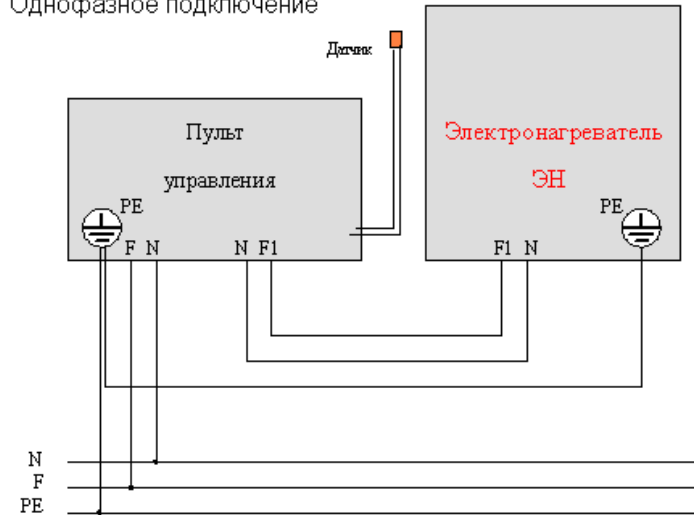 Однофазное подключение
Датчик
Пульт
управления
Электронагреватель
ЭН
PE
PE
F N
N F1
F1 N
N
F
PE